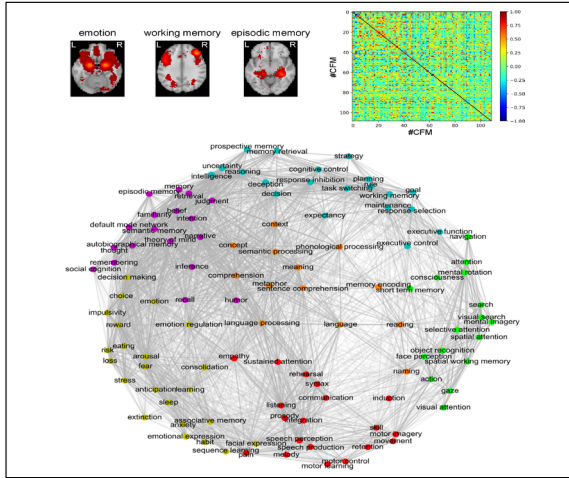 emotion working memory episodic memory
L R L R L R
0 20 40 60 80 100
0 20 40 60 80 100
#CFM
#CFM
1.00
0.75
0.50
0.25
0.00
−0.25
−0.50
−0.75
−1.00
prospective memory
memory retrieval
strategy
uncertainty
reasoning
cognitive control
intelligence
planning
deception
response inhibition
rule
task switching
episodic memory
memory
retrieval
judgment
decision
goal
working memory
maintenance
response selection
familiarity
belief
intention
expectancy
default mode network
context
semantic memory
executive function
navigation
narrative
theory of mind
autobiographical memory
thought
concept
semantic processing
phonological processing
executive control
remembering
social cognition
inference
meaning
attention
mental rotation
decision making
comprehension
consciousness
metaphor
sentence comprehension
memory encoding
short term memory
choice
emotion
recall
humor
search
impulsivity
visual search
mental imagery
reward
emotion regulation
language processing
language
reading
selective attention
spatial attention
eating
risk
arousal
loss
fear
empathy
sustained attention
object recognition
face perception
spatial working memory
stress
consolidation
rehearsal
naming
action
anticipation
learning
syntax
gaze
sleep
communication
induction
listening
visual attention
extinction
associative memory
prosody
integration
skill
anxiety
emotional expression
habit
facial expression
speech perception
motor imagery
movement
sequence learning
pain
speech production
retention
melody
motor control
motor learning